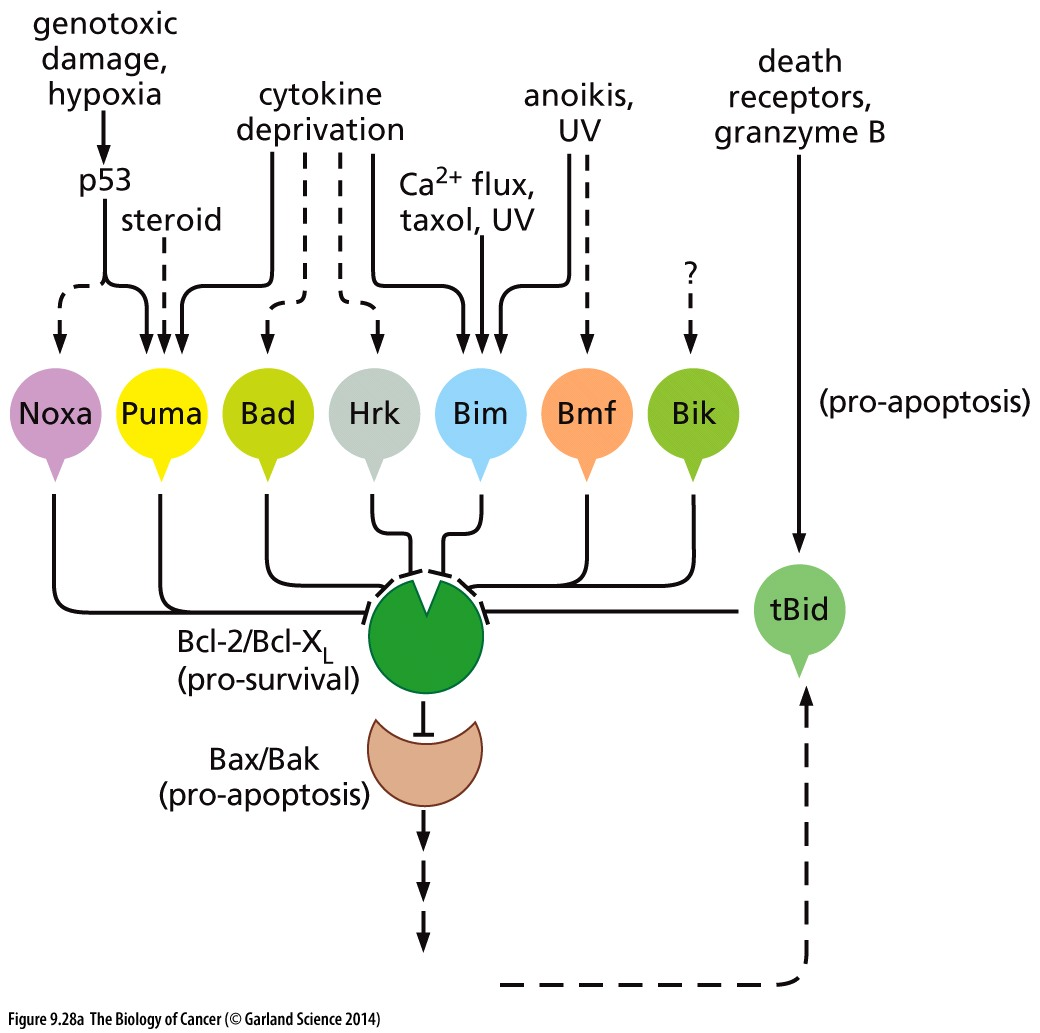 genotoxic
damage,
hypoxia
p53
steroid
cytokine
deprivation
Ca2+ flux,
taxol, UV
anoikis,
UV
?
death
receptors,
granzyme B
Noxa
Puma
Bad
Hrk
Bim
Bmf
Bik
(pro-apoptosis)
tBid
Bcl-2/Bcl-XL
(pro-survival)
Bax/Bak
(pro-apoptosis)
Figure 9.28a The Biology of Cancer (© Garland Science 2014)